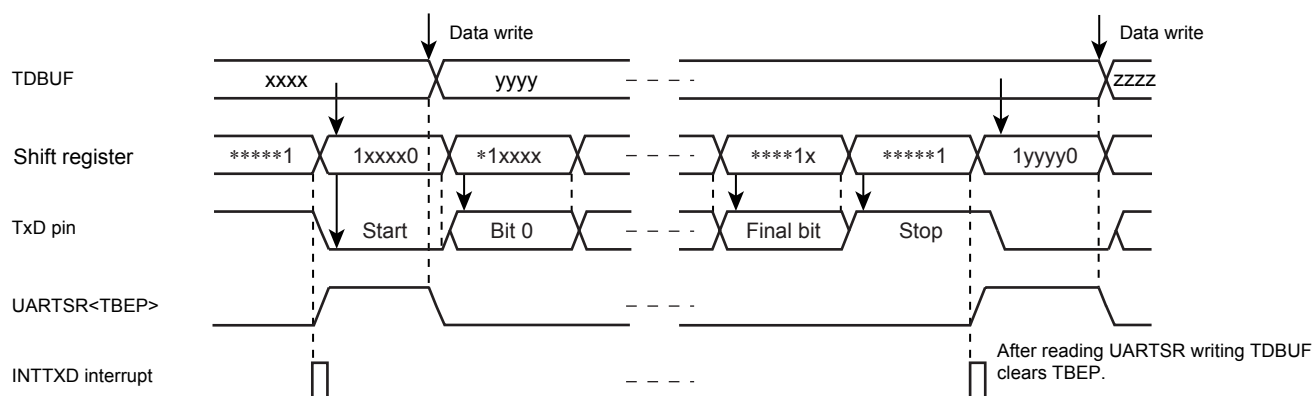 Data write Data write
TDBUF xxxx yyyy zzzz
Shift register *****1 1xxxx0 *1xxxx ****1x *****1 1yyyy0
TxD pin Start Bit 0 Final bit Stop
UARTSR<TBEP>
After reading UARTSR writing TDBUF
INTTXD interrupt clears TBEP.